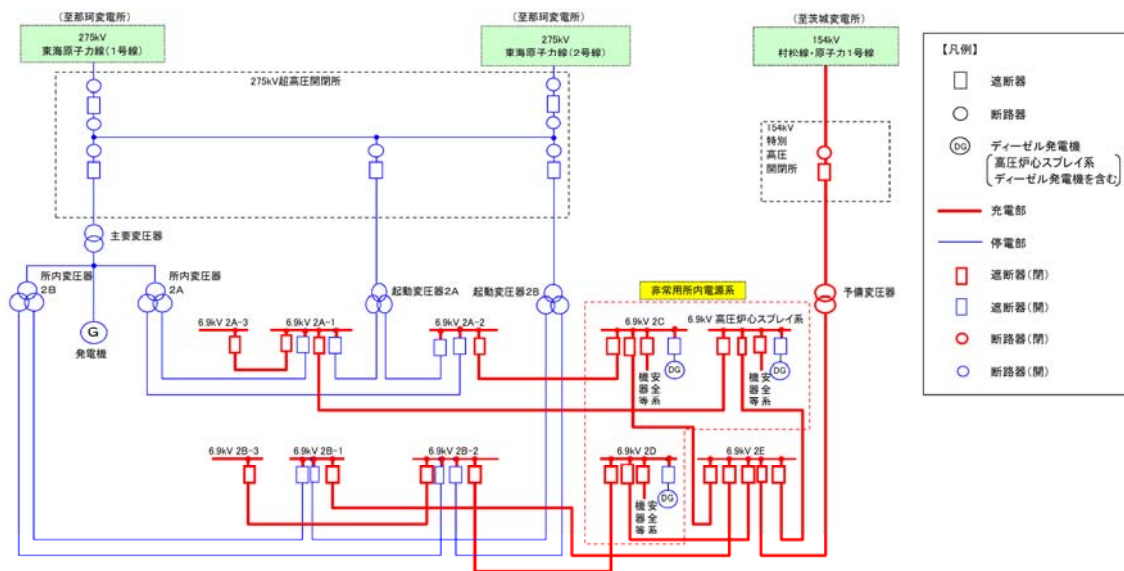 (至那珂変電所)
275kV
東海原子力線(1号線)
(至那珂変電所)
275kV
東海原子力線(2号線)
(至茨城変電所)
154kV
村松線・原子力1号線
275kV超高圧開閉所
154kV
特別
高圧
開閉所
主要変圧器
所内変圧器
2B
所内変圧器
2A
G
発電機
起動変圧器2A
起動変圧器2B
予備変圧器
非常用所内電源系
6.9kV 2A-3
6.9kV 2A-1
6.9kV 2A-2
6.9kV 2C
6.9kV 高圧炉心スプレイ系
DG
安全系
機器等
DG
安全系
機器等
6.9kV 2B-3
6.9kV 2B-1
6.9kV 2B-2
6.9kV 2D
6.9kV 2E
DG
安全系
機器等
【凡例】
遮断器
断路器
DG
ディーゼル発電機
高圧炉心スプレイ系
ディーゼル発電機を含む
充電部
停電部
遮断器(閉)
遮断器(開)
断路器(閉)
断路器(開)